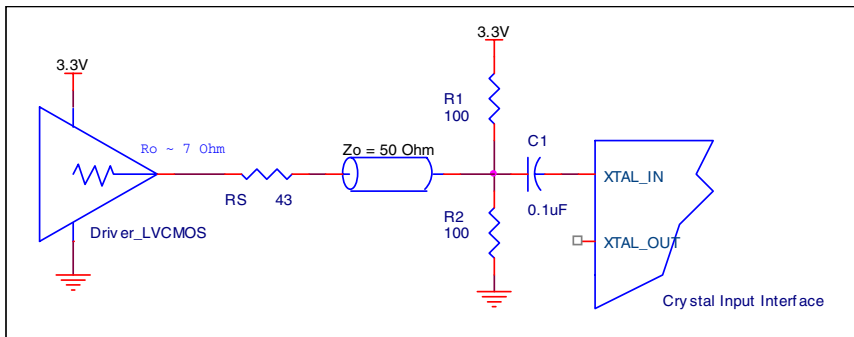 3.3V
3.3V
R1
100
C1
Ro ~ 7 Ohm
Zo = 50 Ohm
RS 43
XTAL_IN
R2
100
0.1uF
XTAL_OUT
Driver_LVCMOS
Crystal Input Interface